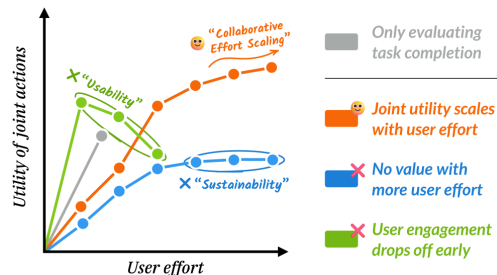 Utility of joint actions
"Collaborative
Effort Scaling"
"Usability"
"Sustainability"
User effort
Only evaluating
task completion
Joint utility scales
with user effort
No value with
more user effort
User engagement
drops off early